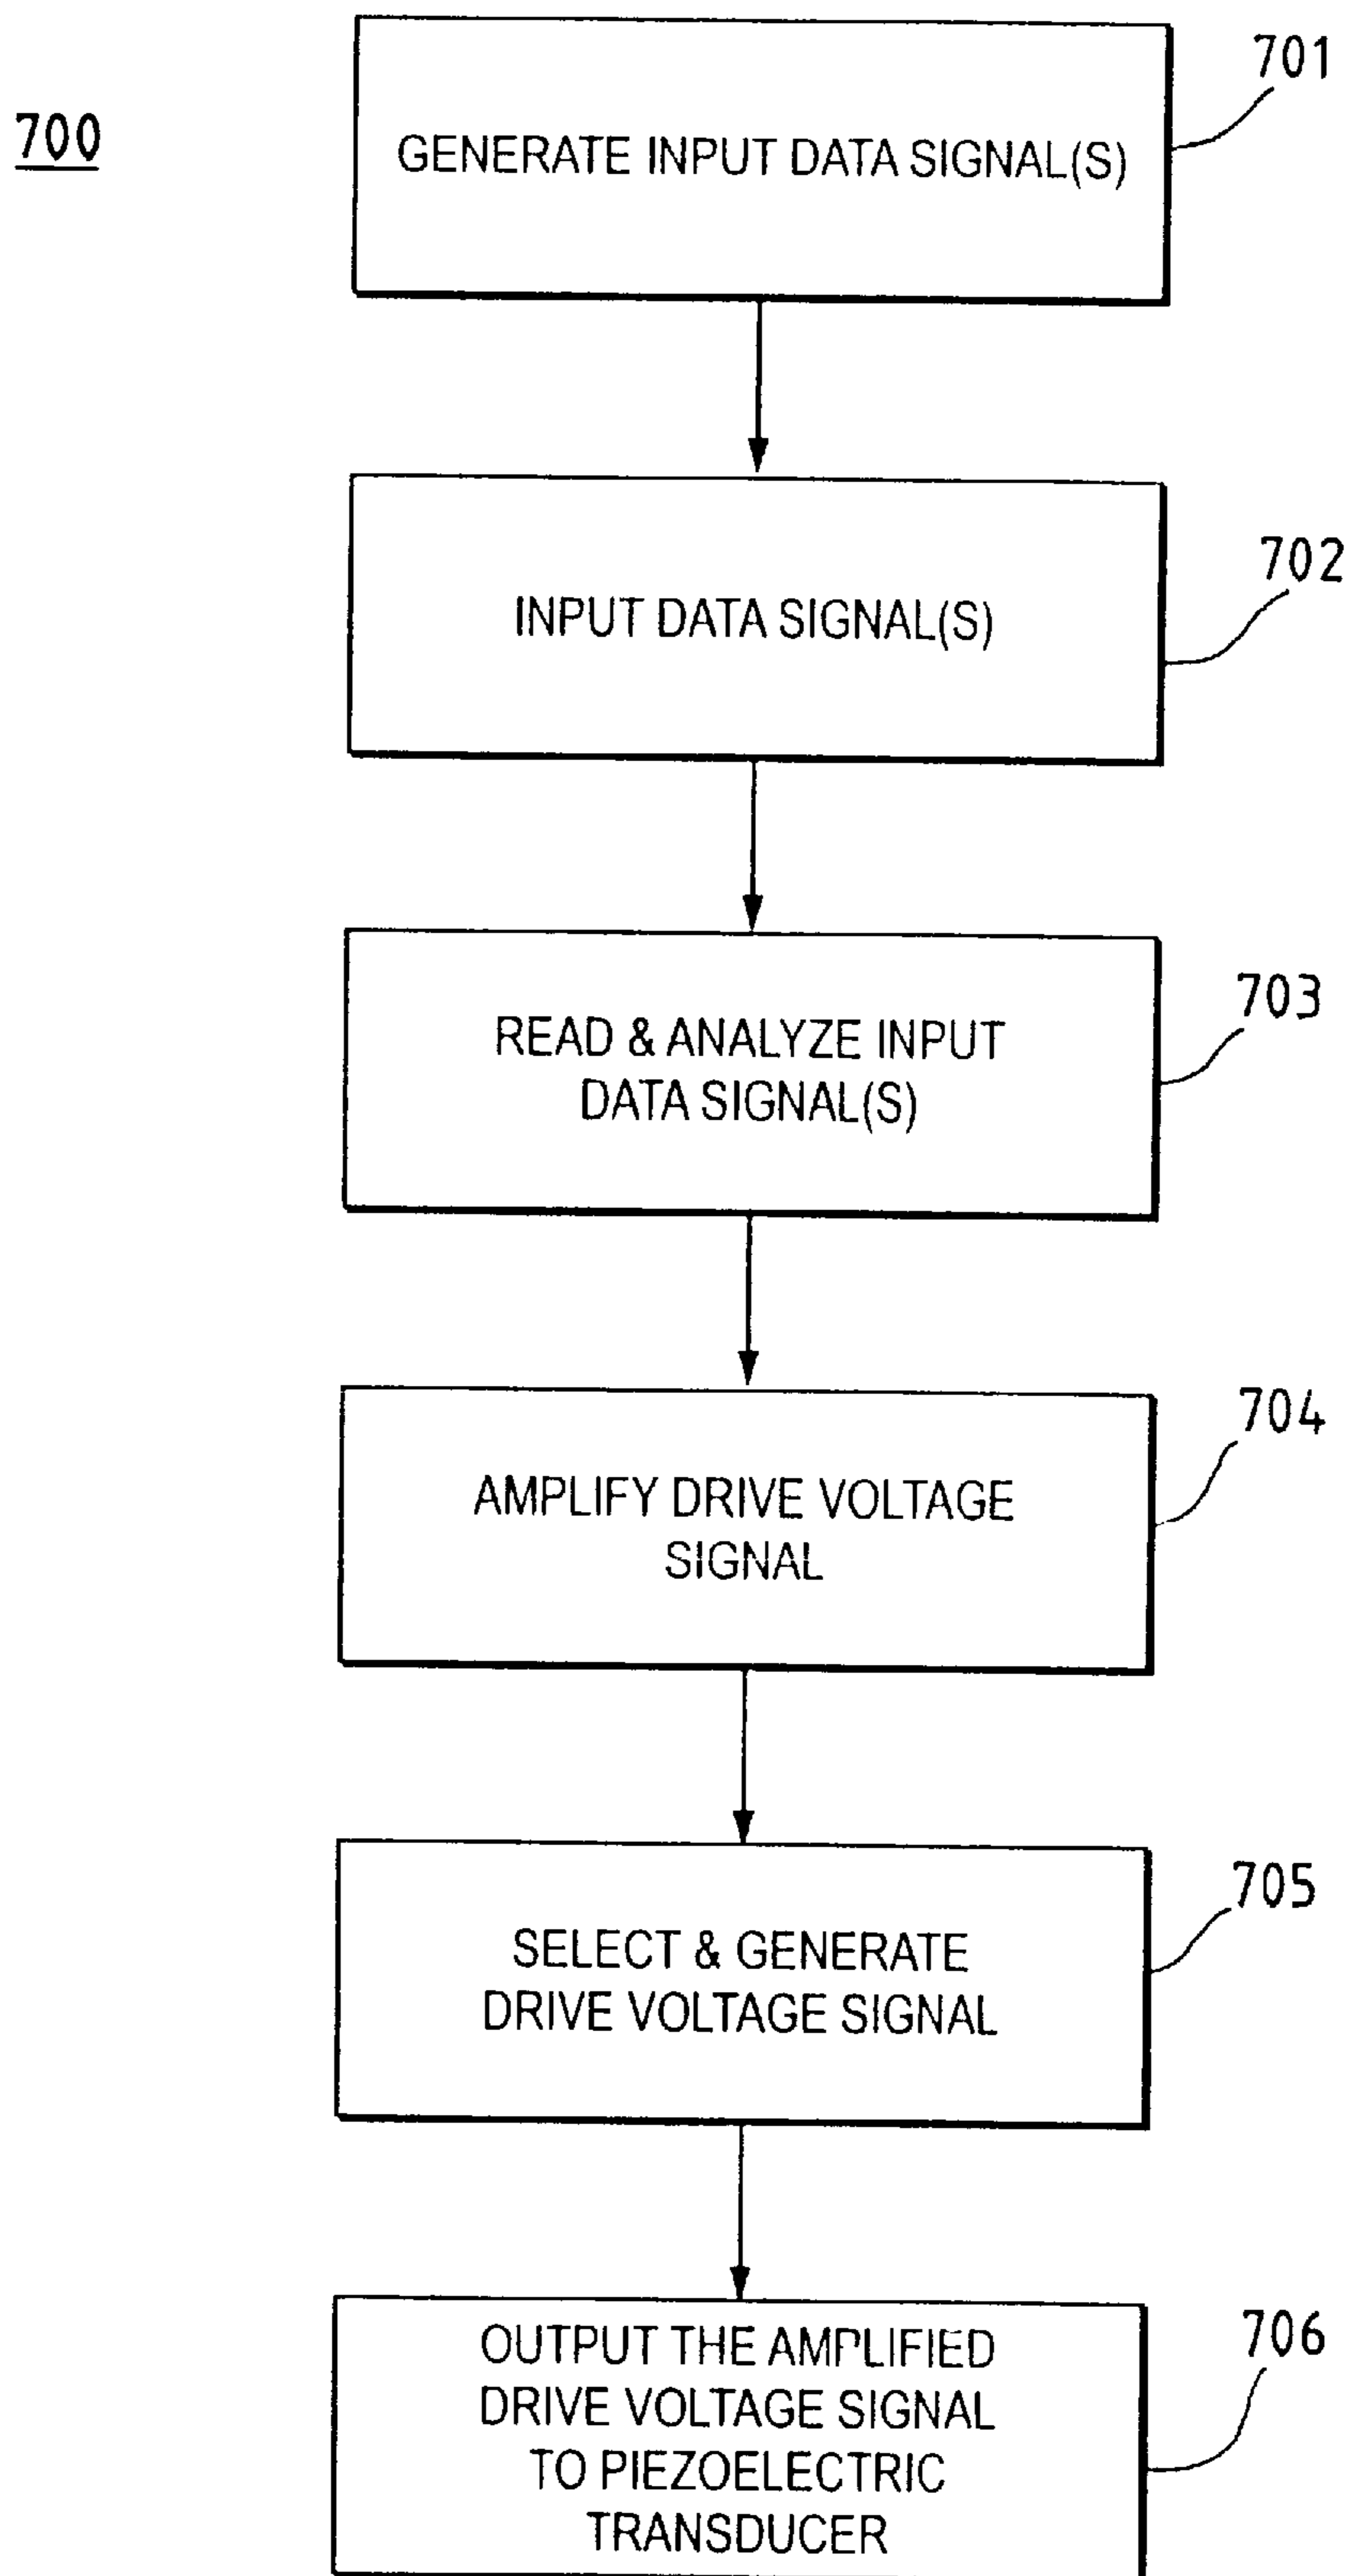 700
701
GENERATE INPUT DATA SIGNAL(S)
702
INPUT DATA SIGNAL(S)
703
READ & ANALYZE INPUT
DATA SIGNAL(S)
704
AMPLIFY DRIVE VOLTAGE
SIGNAL
705
SELECT & GENERATE
DRIVE VOLTAGE SIGNAL
706
OUTPUT THE AMPLIFIED
DRIVE VOLTAGE SIGNAL
TO PIEZOELECTRIC
TRANSDUCER